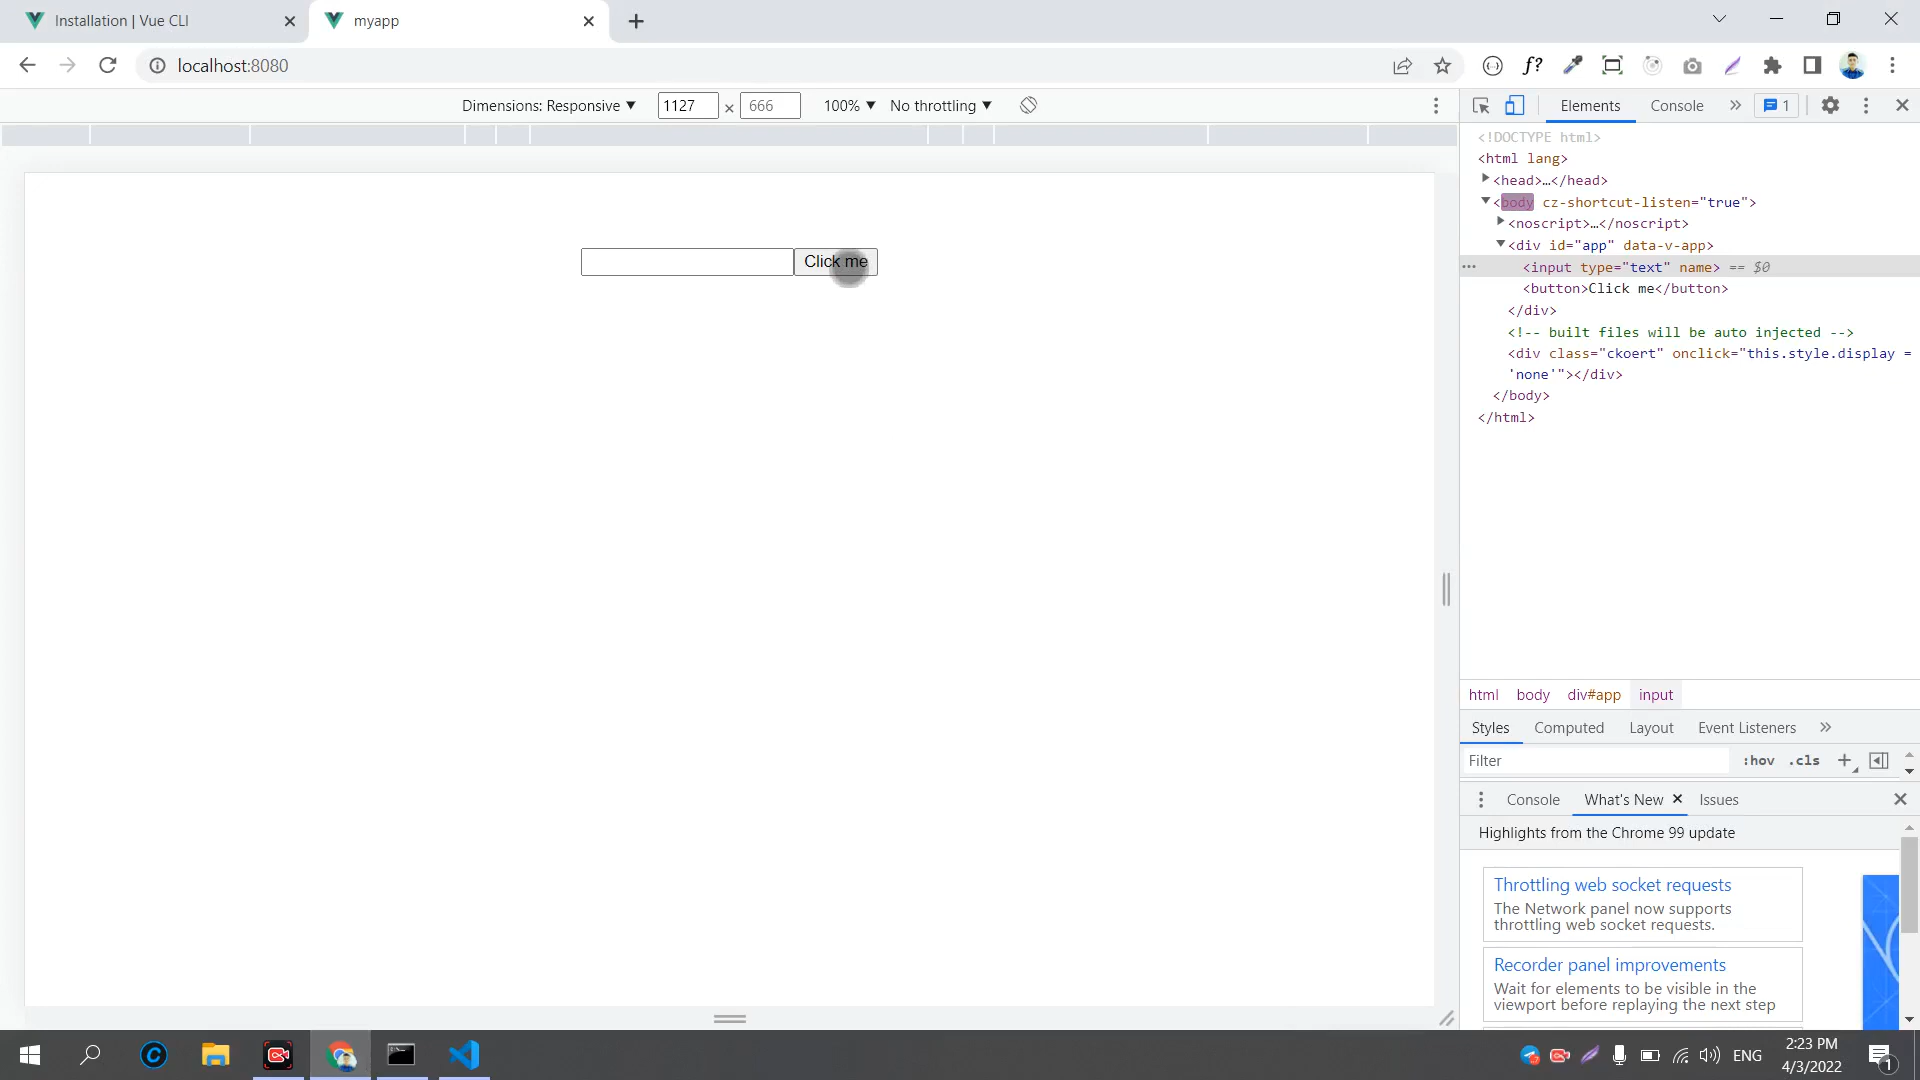 Installation | Vue CLI
myapp
localhost:8080
f?
Dimensions: Responsive ▼ 1127 × 666 100% ▼ No throttling ▼
Elements Console » 1
Click me
<!DOCTYPE html>
<html lang>
<head>…</head>
<body cz-shortcut-listen="true">
<noscript>…</noscript>
<div id="app" data-v-app>
<input type="text" name> == $0
<button>Click me</button>
</div>
<!-- built files will be auto injected -->
<div class="ckoert" onclick="this.style.display =
'none'"></div>
</body>
</html>
html body div#app input
Styles Computed Layout Event Listeners »
Filter :hov .cls +
Console What's New Issues
Highlights from the Chrome 99 update
Throttling web socket requests
The Network panel now supports
throttling web socket requests.
Recorder panel improvements
Wait for elements to be visible in the
viewport before replaying the next step
ENG
2:23 PM
4/3/2022
1